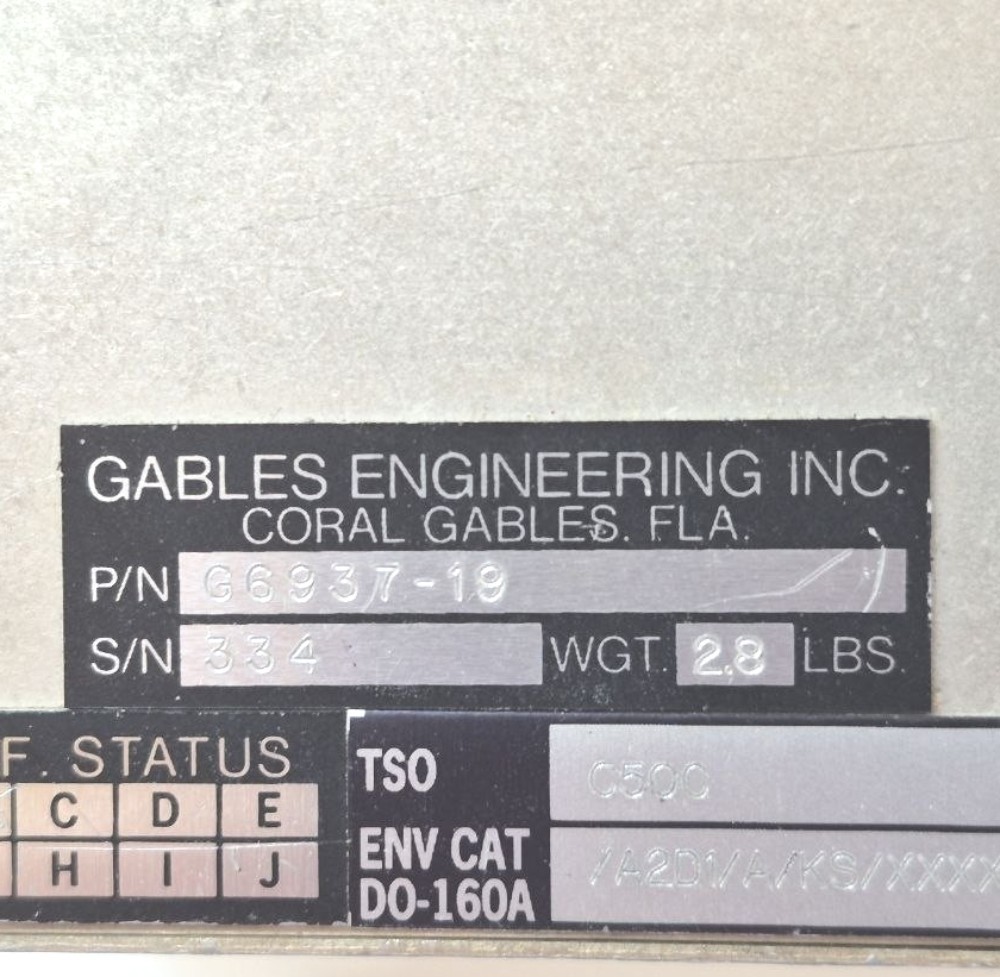 GABLES ENGINEERING INC.
CORAL GABLES. FLA.
P/N G6937-19
S/N 334 WGT. 2.8 LBS.
F. STATUS
C D E
H I J
TSO C50C
ENV CAT
DO-160A /A2D1/A/KS/XXXX